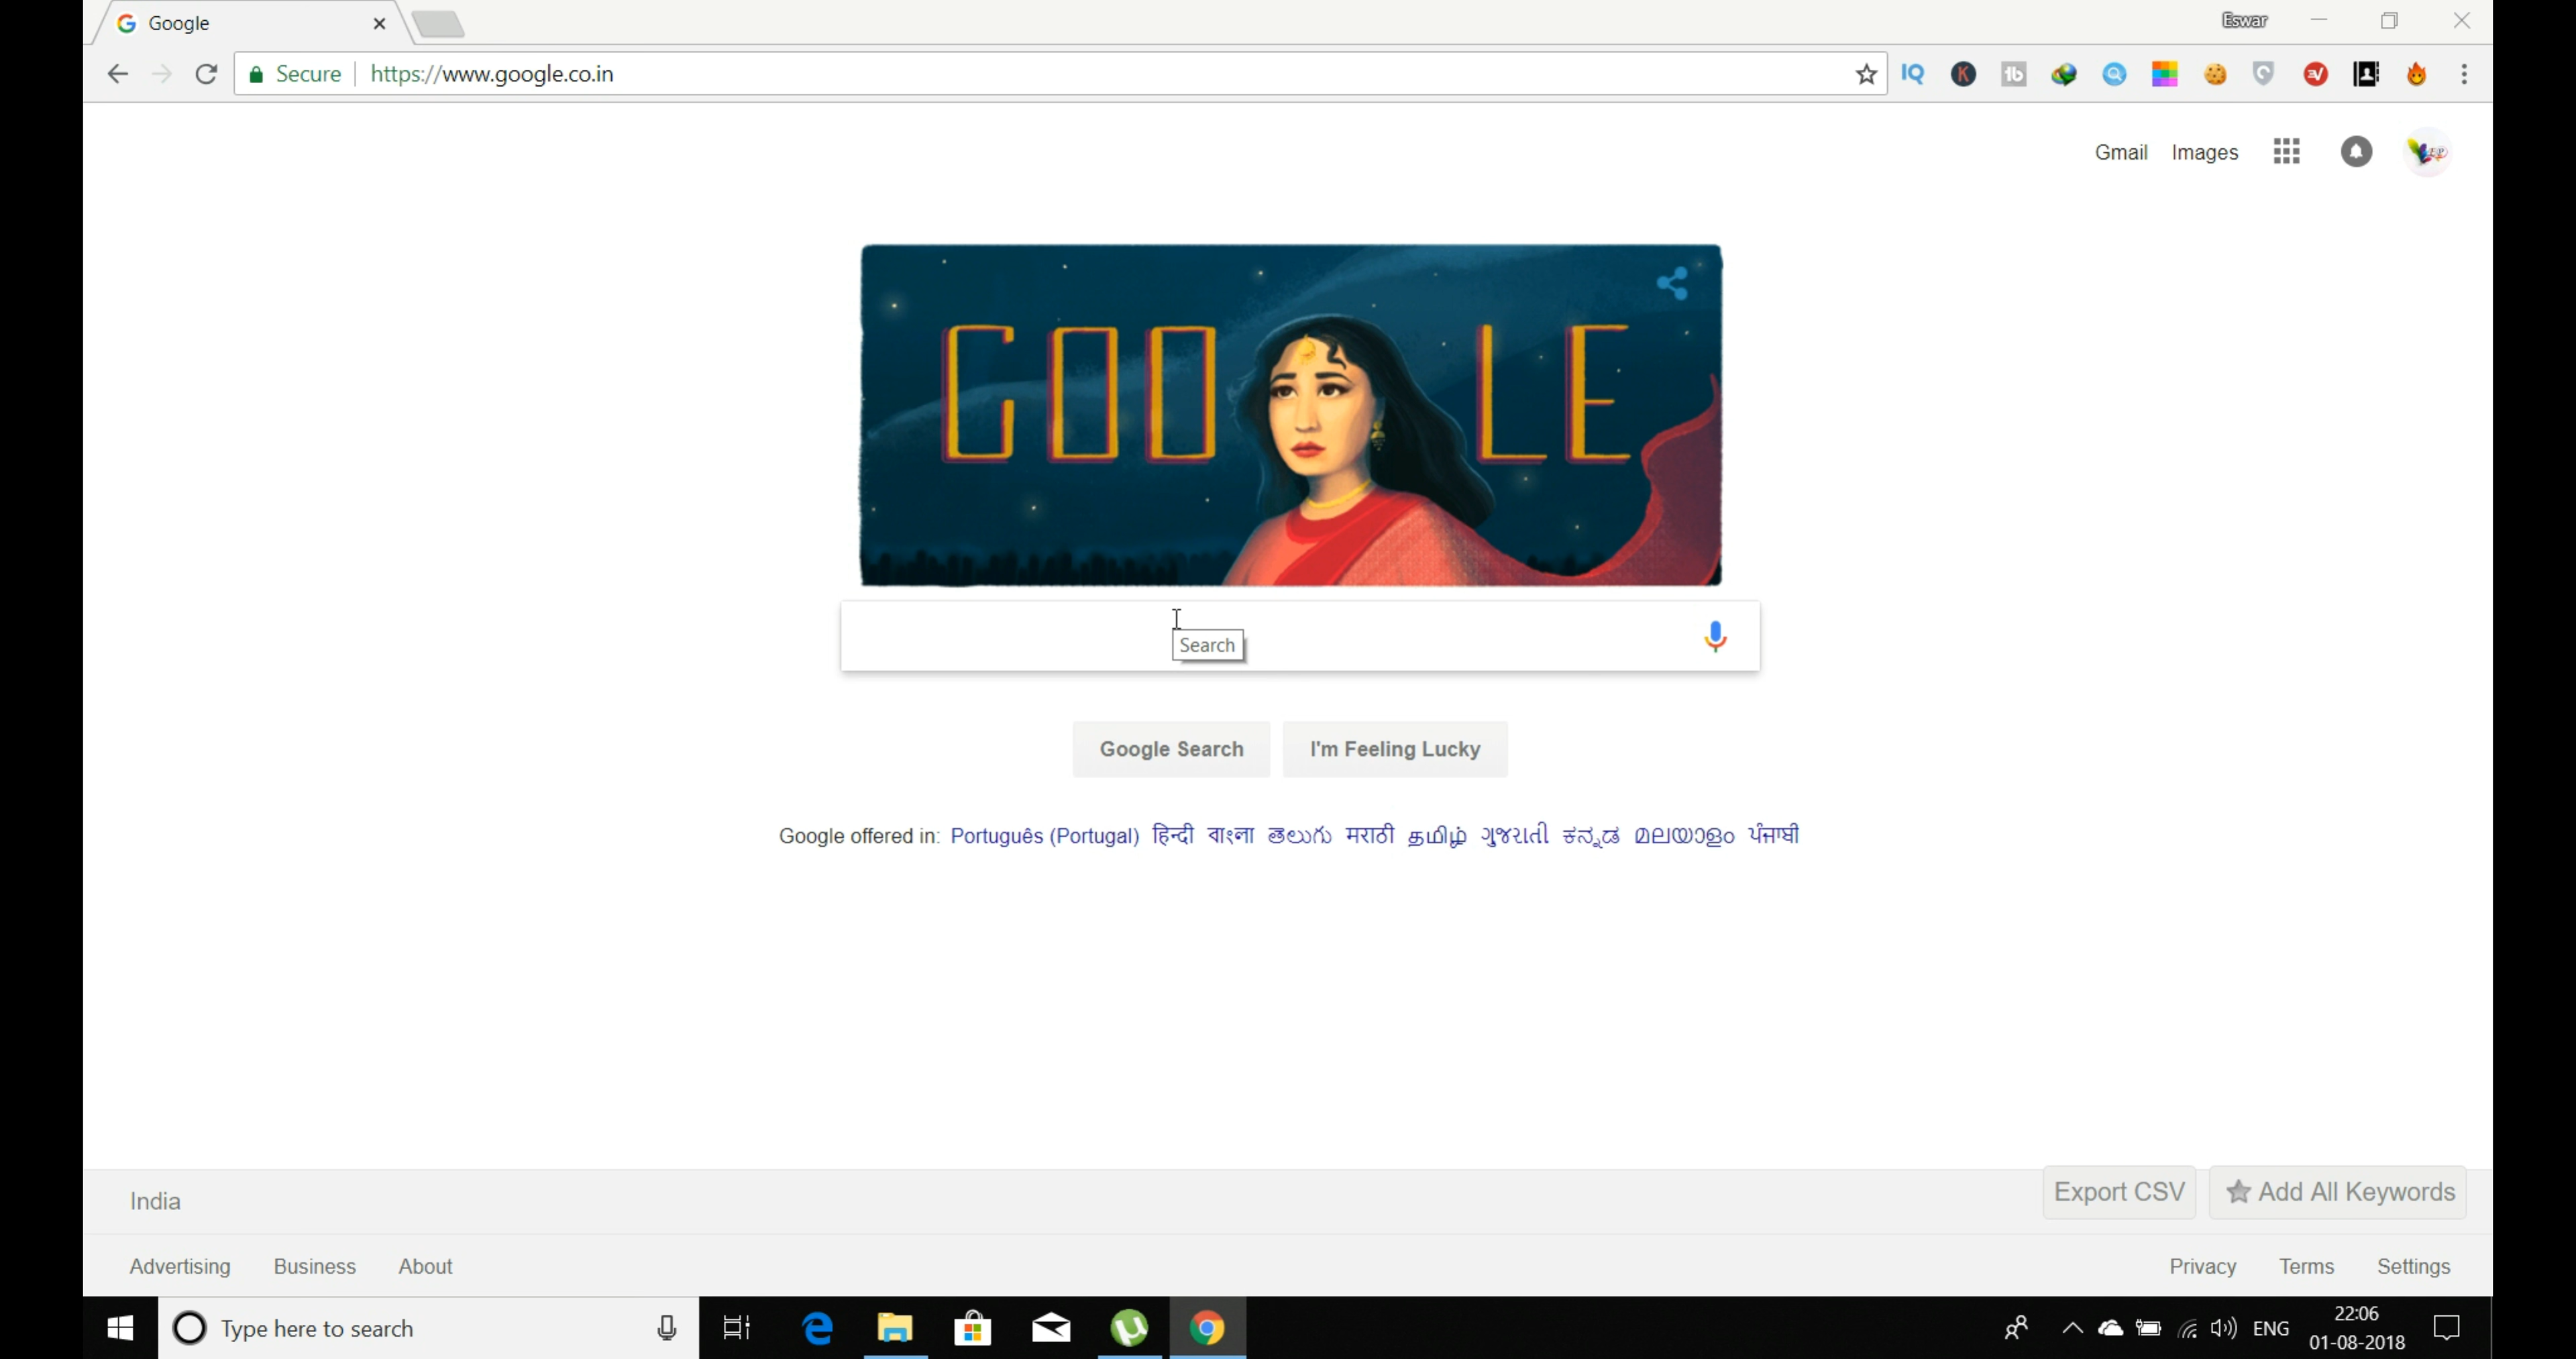 Google
Eswar
Secure https://www.google.co.in
Gmail Images
GOO LE
Search
Google Search I'm Feeling Lucky
Google offered in: Português (Portugal) हिन्दी বাংলা తెలుగు मराठी தமிழ் ગુજરાતી ಕನ್ನಡ മലയാളം ਪੰਜਾਬੀ
India
Export CSV Add All Keywords
Advertising Business About
Privacy Terms Settings
Type here to search
ENG
22:06
01-08-2018